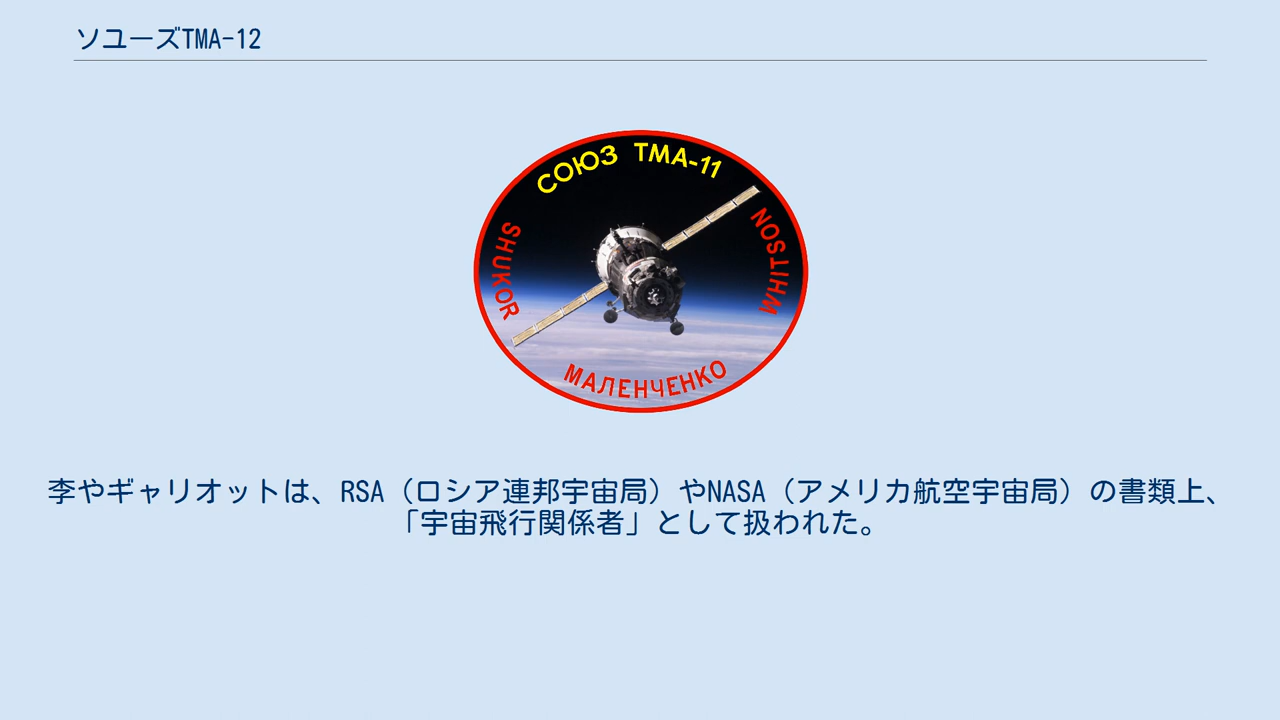 ソユーズTMA-12
СОЮЗ ТМА-11
SHUKOR
WHITSON
МАЛЕНЧЕНКО
李やギャリオットは、RSA（ロシア連邦宇宙局）やNASA（アメリカ航空宇宙局）の書類上、
「宇宙飛行関係者」として扱われた。